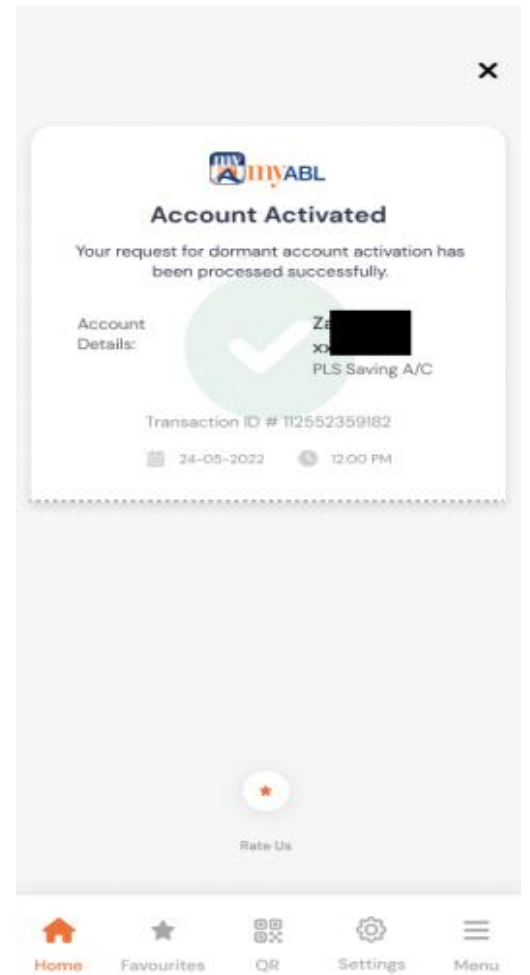 my myABL
Account Activated
Your request for dormant account activation has
been processed successfully.
Account
Details:
Za
xx
PLS Saving A/C
Transaction ID # 112552359182
24-05-2022 12:00 PM
Rate Us
Home Favourites QR Settings Menu